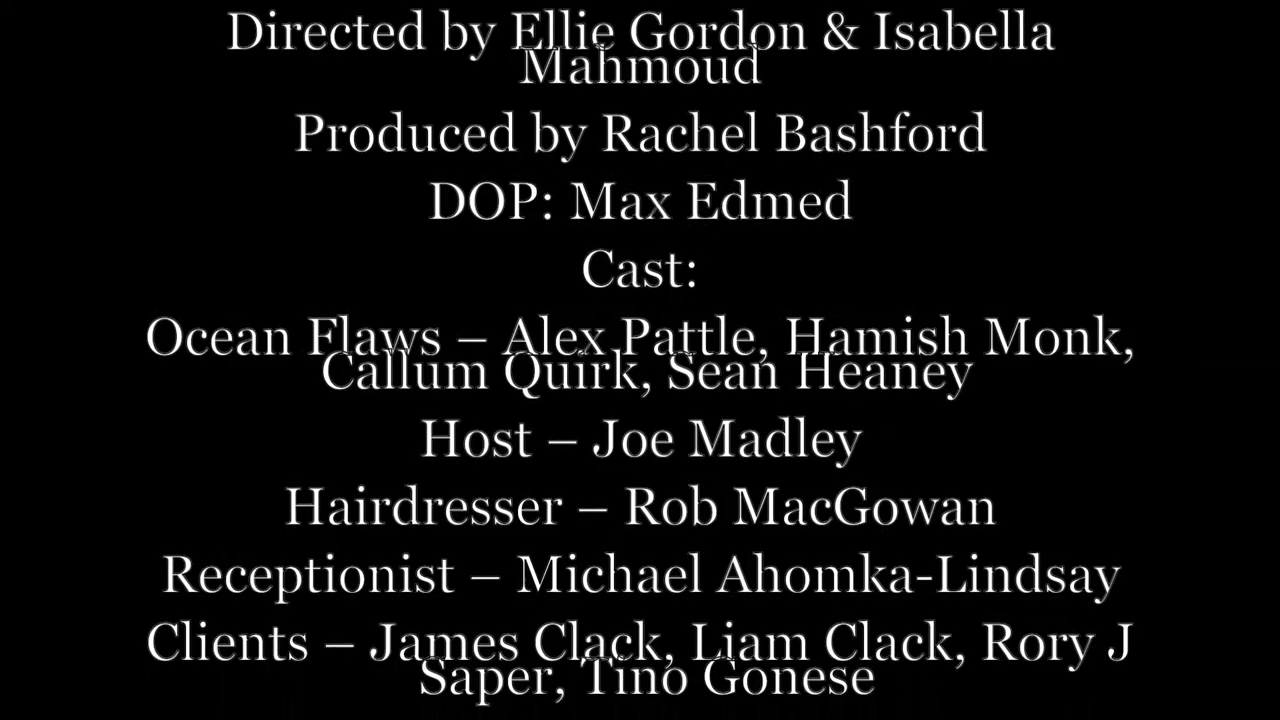 Directed by Ellie Gordon & Isabella
Mahmoud
Produced by Rachel Bashford
DOP: Max Edmed
Cast:
Ocean Flaws – Alex Pattle, Hamish Monk,
Callum Quirk, Sean Heaney
Host – Joe Madley
Hairdresser – Rob MacGowan
Receptionist – Michael Ahomka-Lindsay
Clients – James Clack, Liam Clack, Rory J
Saper, Tino Gonese